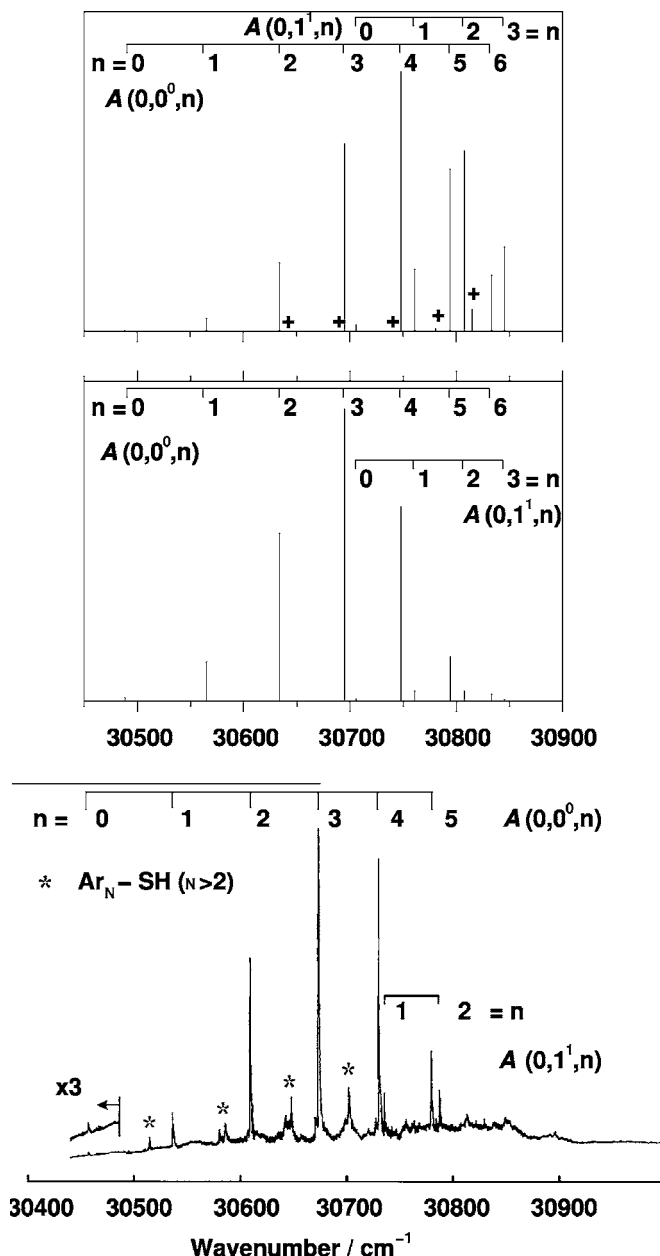 A(0,1¹,n) 0 1 2 3 = n
n = 0 1 2 3 4 5 6
A(0,0⁰,n)
+ + + + +
n = 0 1 2 3 4 5 6
A(0,0⁰,n)
0 1 2 3 = n
A(0,1¹,n)
30500 30600 30700 30800 30900
n = 0 1 2 3 4 5 A(0,0⁰,n)
* Ar_N – SH (N>2)
1 2 = n
A(0,1¹,n)
x3
* * * *
30400 30500 30600 30700 30800 30900
Wavenumber / cm⁻¹